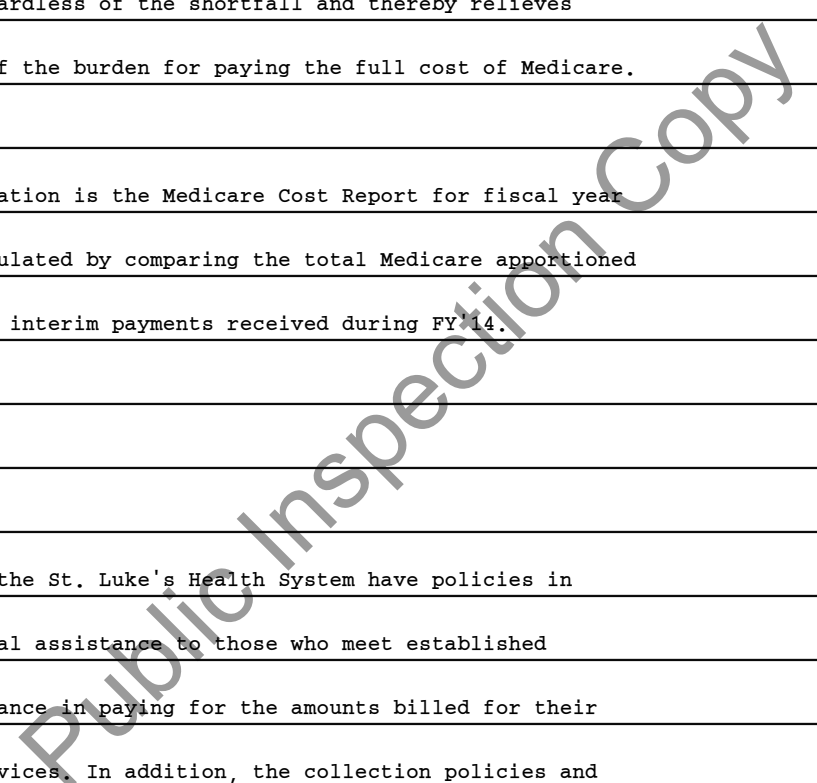 ardless of the shortfall and thereby relieves
f the burden for paying the full cost of Medicare.
ation is the Medicare Cost Report for fiscal year
ulated by comparing the total Medicare apportioned
interim payments received during FY'14.
the St. Luke's Health System have policies in
al assistance to those who meet established
ance in paying for the amounts billed for their
vices. In addition, the collection policies and
Public Inspection Copy